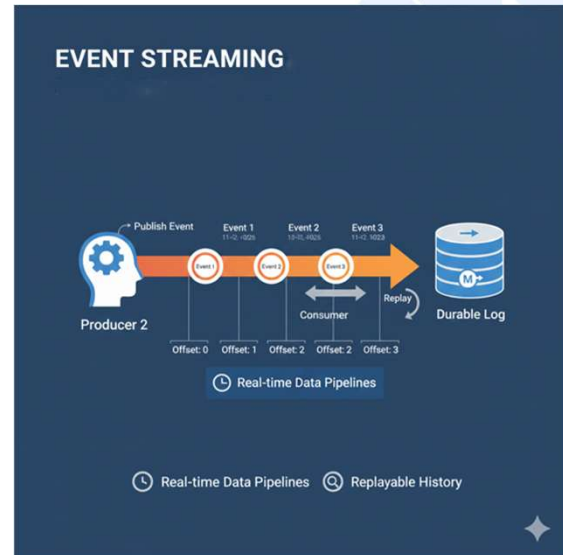 EVENT STREAMING
Publish Event
Event 1
Event 2
Event 3
Event 1
Event 2
Event 3
Replay
Consumer
Producer 2
Durable Log
M
Offset: 0
Offset: 1
Offset: 2
Offset: 2
Offset: 3
Real-time Data Pipelines
Real-time Data Pipelines
Replayable History